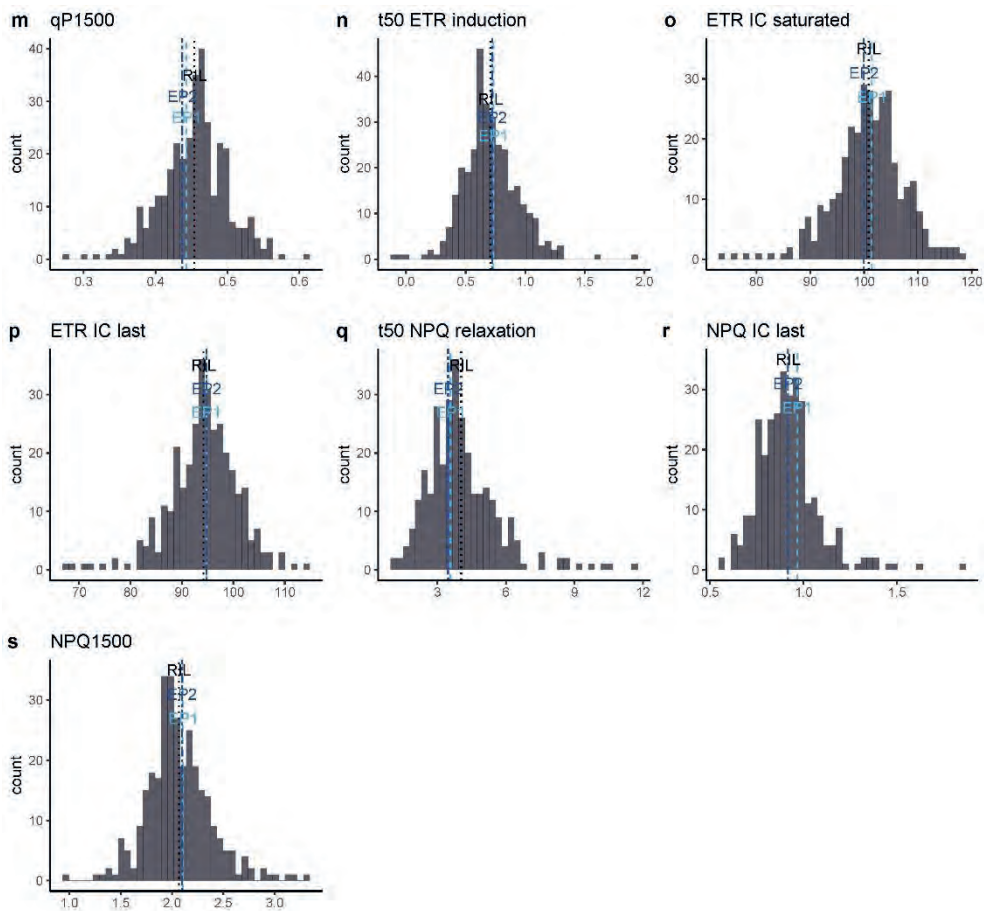 m qP1500
n t50 ETR induction
o ETR IC saturated
40
30
20
10
0
count
RIL
EP2
EP1
0.3 0.4 0.5 0.6
40
30
20
10
0
count
RIL
EP2
EP1
0.0 0.5 1.0 1.5 2.0
30
20
10
0
count
RIL
EP2
EP1
80 90 100 110 120
p ETR IC last
q t50 NPQ relaxation
r NPQ IC last
30
20
10
0
count
RIL
EP2
EP1
70 80 90 100 110
30
20
10
0
count
RIL
3 6 9 12
30
20
10
0
count
RIL
EP2
EP1
0.5 1.0 1.5
s NPQ1500
30
20
10
0
count
RIL
EP2
EP1
1.0 1.5 2.0 2.5 3.0